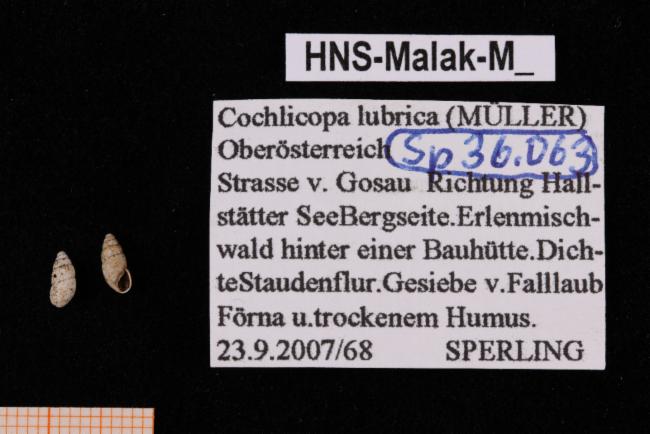 HNS-Malak-M_
Cochlicopa lubrica (MÜLLER)
Oberösterreich Sp 36.063
Strasse v. Gosau Richtung Hall-
stätter SeeBergseite.Erlenmisch-
wald hinter einer Bauhütte.Dich-
teStaudenflur.Gesiebe v.Falllaub
Förna u.trockenem Humus.
23.9.2007/68 SPERLING